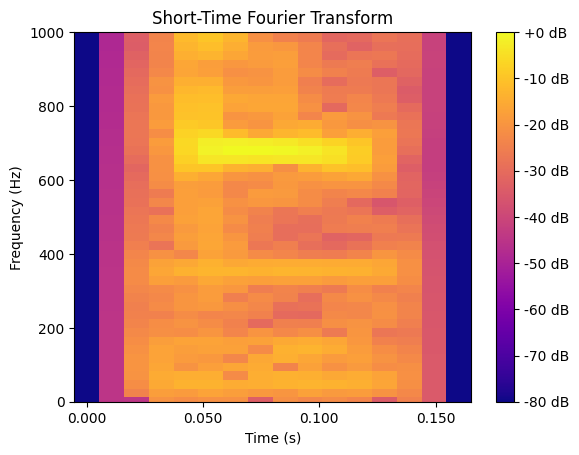 Short-Time Fourier Transform
1000
800
600
400
200
0
Frequency (Hz)
0.000
0.050
0.100
0.150
Time (s)
+0 dB
-10 dB
-20 dB
-30 dB
-40 dB
-50 dB
-60 dB
-70 dB
-80 dB